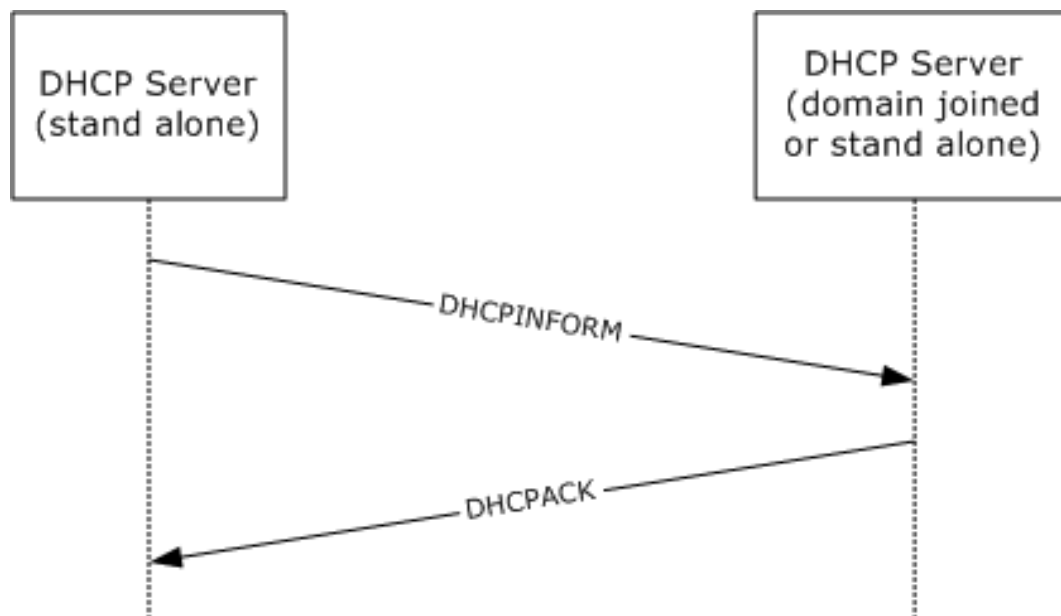 DHCP Server
(stand alone)
DHCP Server
(domain joined
or stand alone)
DHCPINFORM
DHCPACK